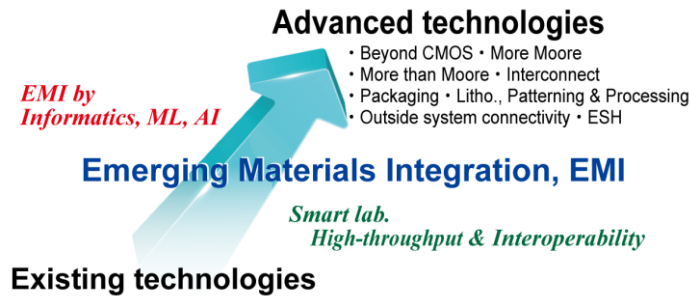 Advanced technologies
・Beyond CMOS・More Moore
・More than Moore・Interconnect
・Packaging・Litho., Patterning & Processing
・Outside system connectivity・ESH
EMI by
Informatics, ML, AI
Emerging Materials Integration, EMI
Smart lab.
High-throughput & Interoperability
Existing technologies